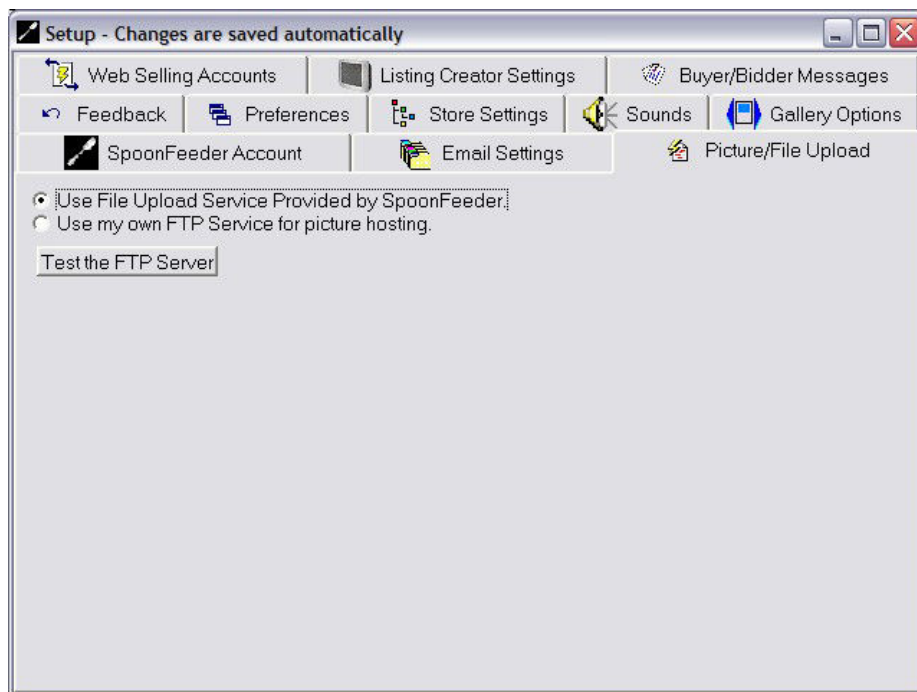 Setup - Changes are saved automatically
Web Selling Accounts Listing Creator Settings Buyer/Bidder Messages
Feedback Preferences Store Settings Sounds Gallery Options
SpoonFeeder Account Email Settings Picture/File Upload
Use File Upload Service Provided by SpoonFeeder.
Use my own FTP Service for picture hosting.
Test the FTP Server